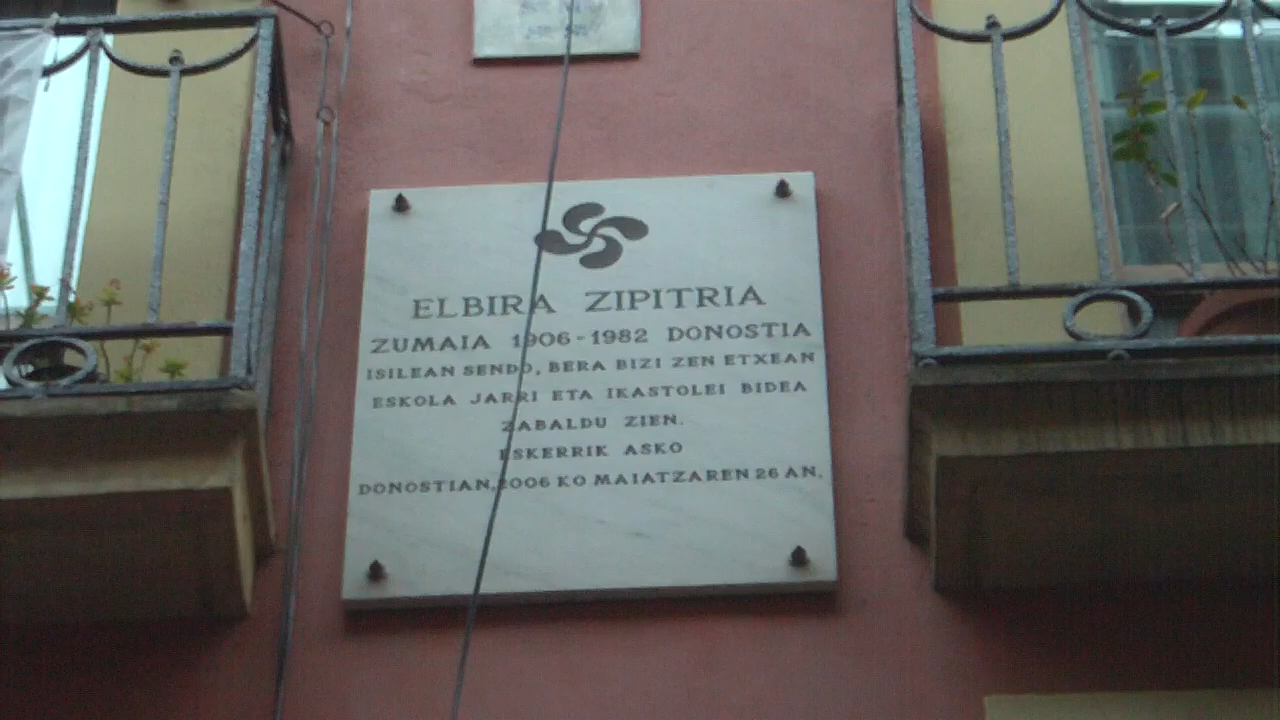 ELBIRA ZIPITRIA
ZUMAIA 1906-1982 DONOSTIA
ISILEAN SENDO, BERA BIZI ZEN ETXEAN
ESKOLA JARRI ETA IKASTOLEI BIDEA
ZABALDU ZIEN.
ESKERRIK ASKO
DONOSTIAN, 2006 KO MAIATZAREN 26 AN.